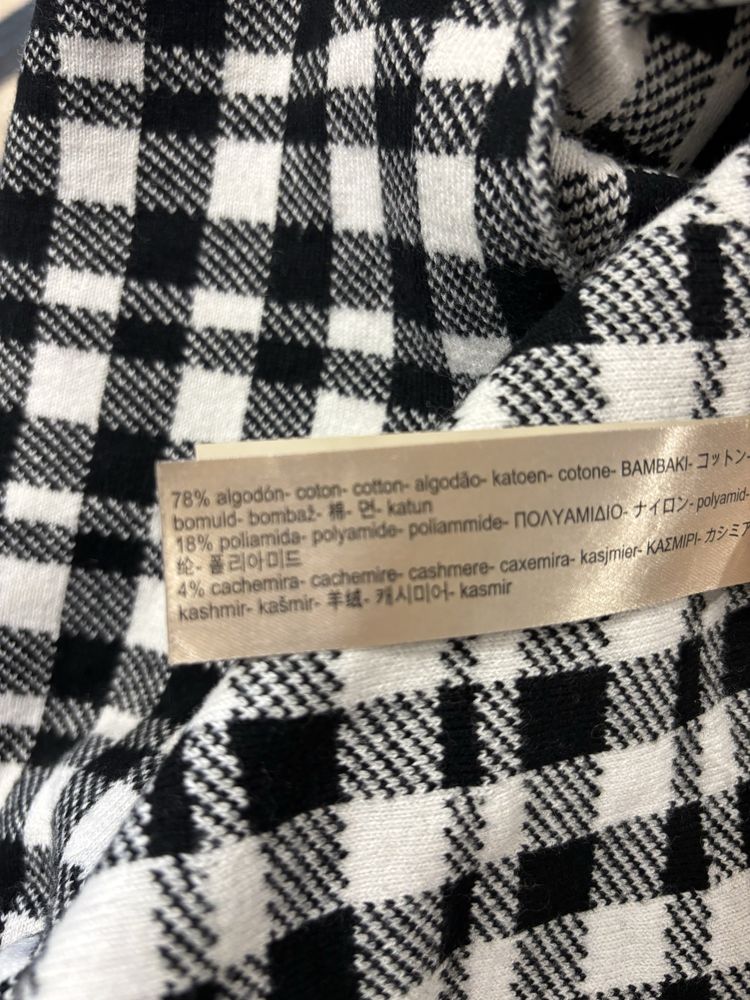 78% algodón- coton- cotton- algodão- katoen- cotone- BAMBAKI- コットン-
bomuld- bombaž- 棉- 면- katun
18% poliamida- polyamide- poliammide- ΠΟΛΥΑΜΙΔΙΟ- ナイロン- polyamid-
纶- 폴리아미드
4% cachemira- cachemire- cashmere- caxemira- kasjmier- ΚΑΣΜΙΡΙ- カシミア
kashmir- kašmir- 羊绒- 캐시미어- kasmir